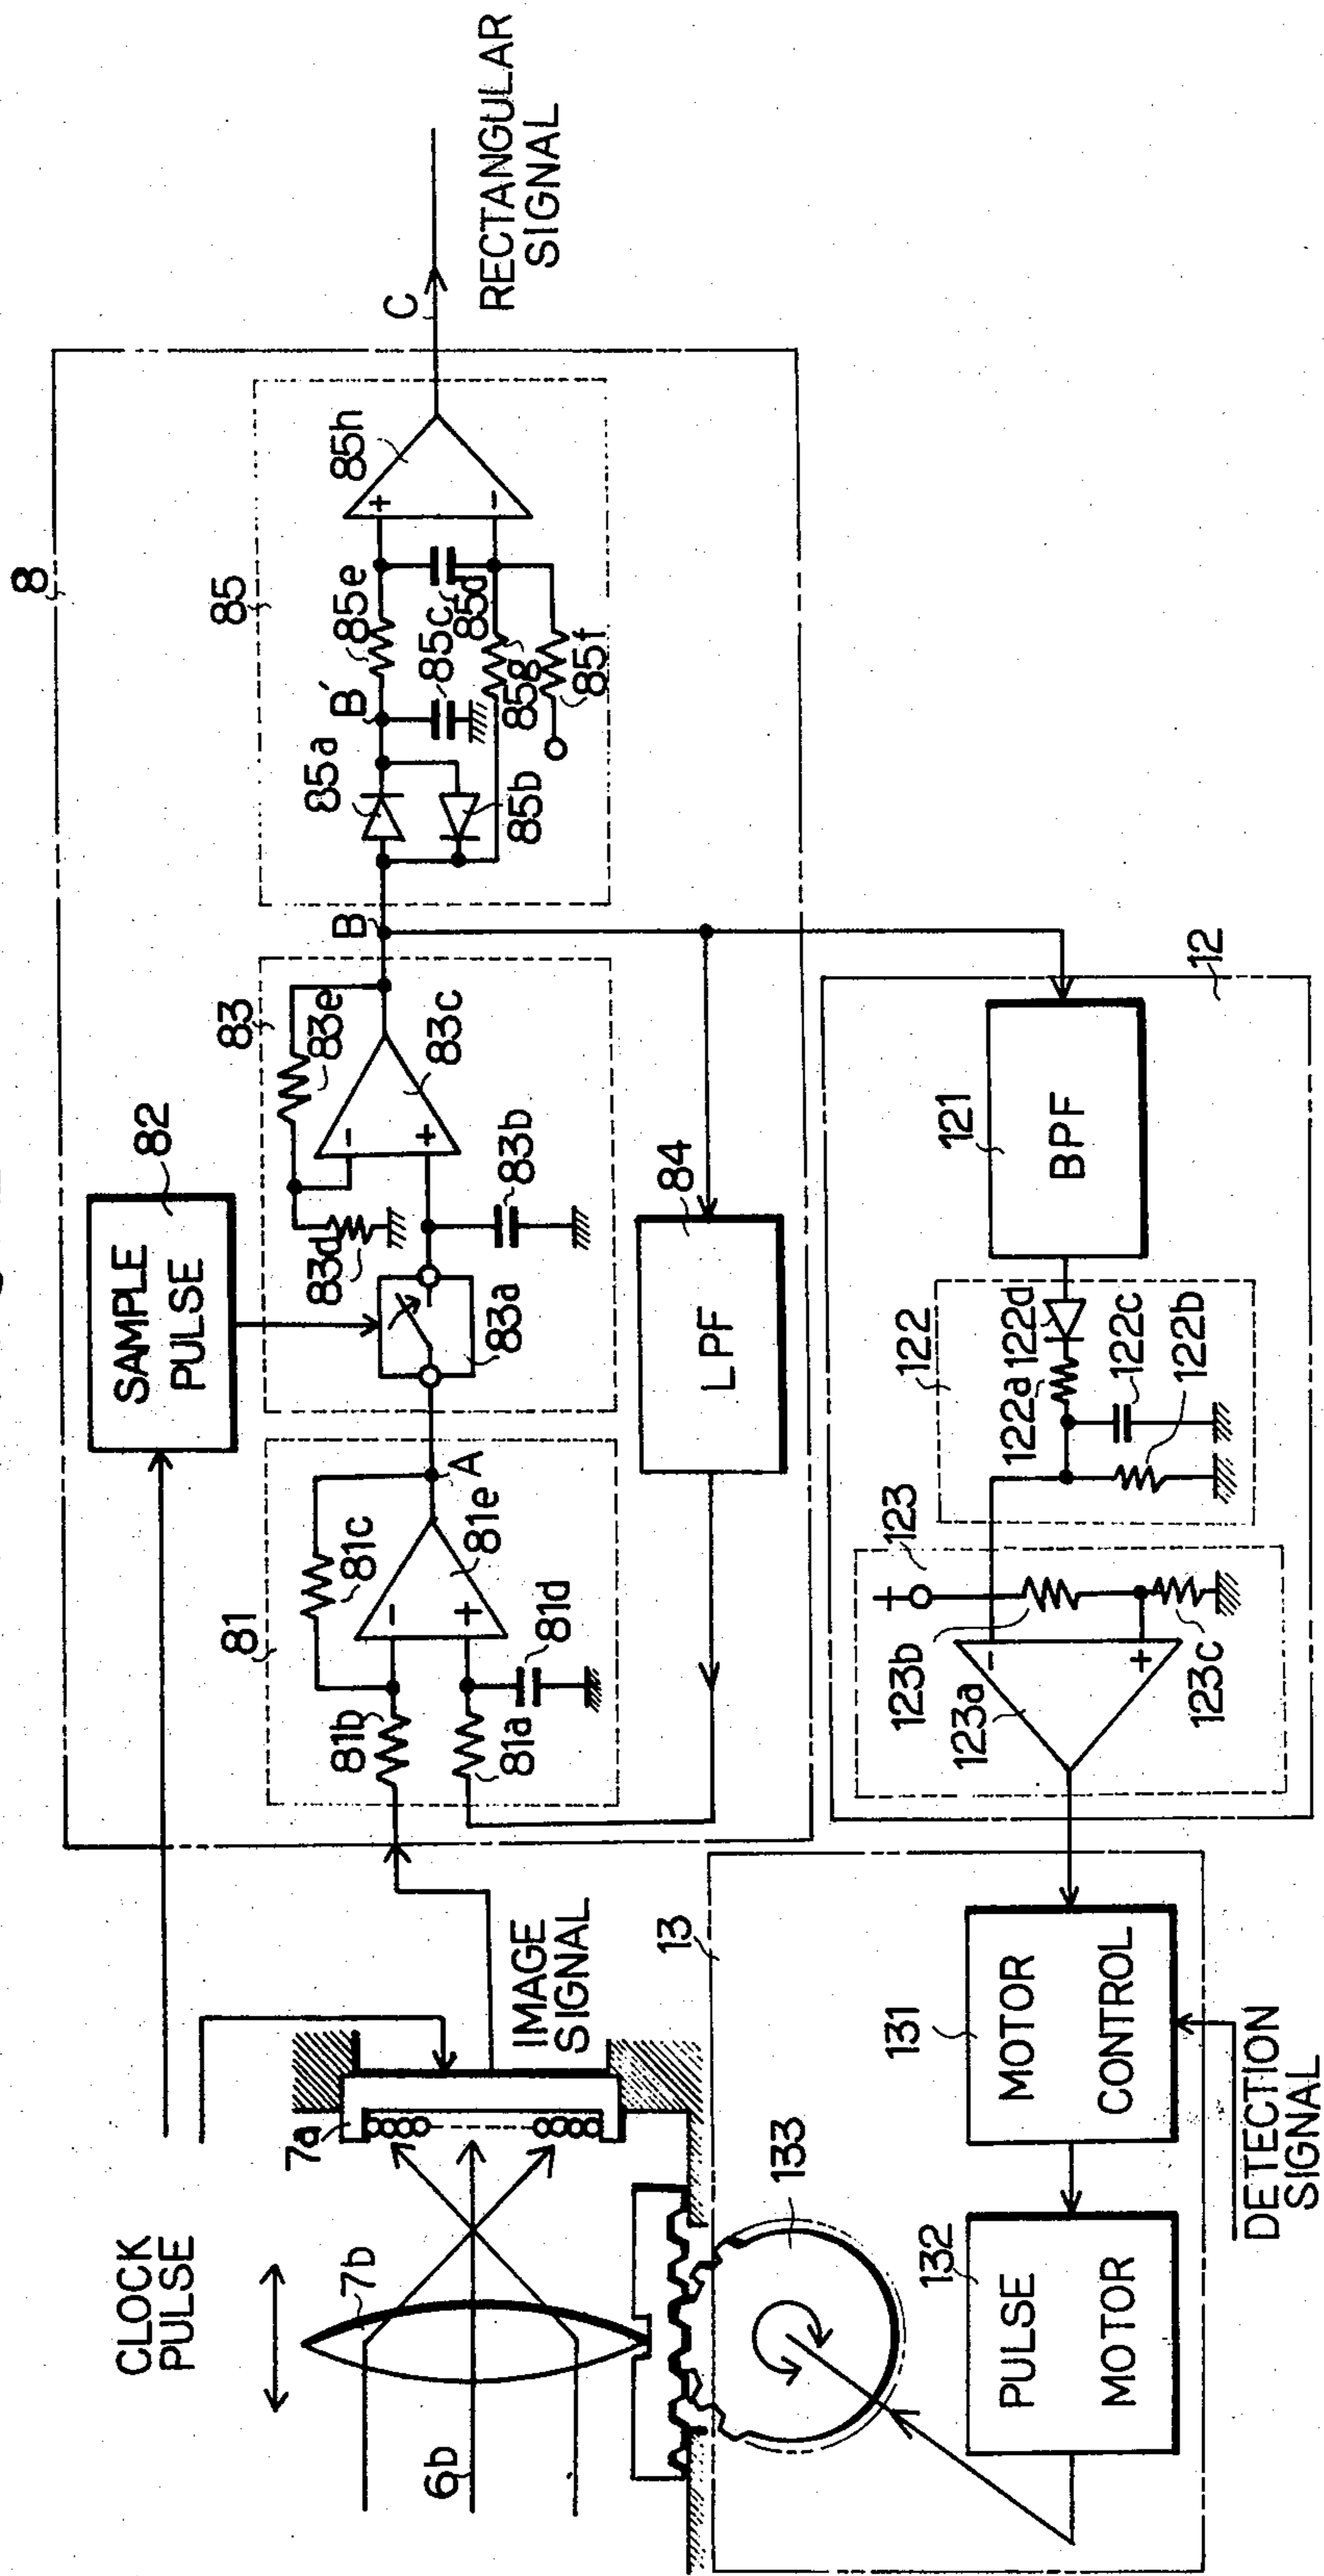 8
85
85a
B'
85e
85h
C
RECTANGULAR
SIGNAL
+
-
85c
85d
85b
85g
85f
B
SAMPLE
PULSE
82
83
83e
83c
-
+
83d
83b
83a
81
81c
A
81e
-
+
81b
81a
81d
LPF
84
12
121
BPF
122
122a
122d
122c
122b
123
+
123b
-
+
123a
123c
CLOCK
PULSE
7b
7a
6b
IMAGE
SIGNAL
13
131
MOTOR
CONTROL
132
PULSE
MOTOR
133
DETECTION
SIGNAL